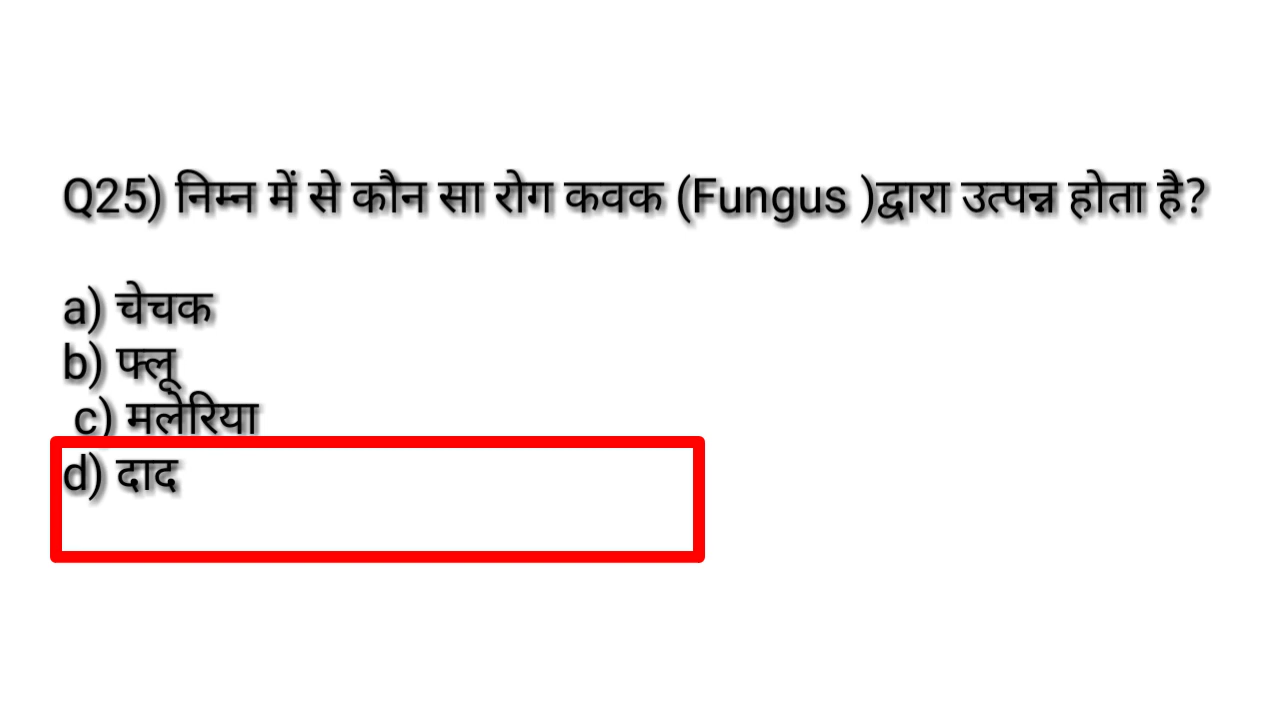 Q25) निम्न में से कौन सा रोग कवक (Fungus )द्वारा उत्पन्न होता है?
a) चेचक
b) फ्लू
c) मलेरिया
d) दाद